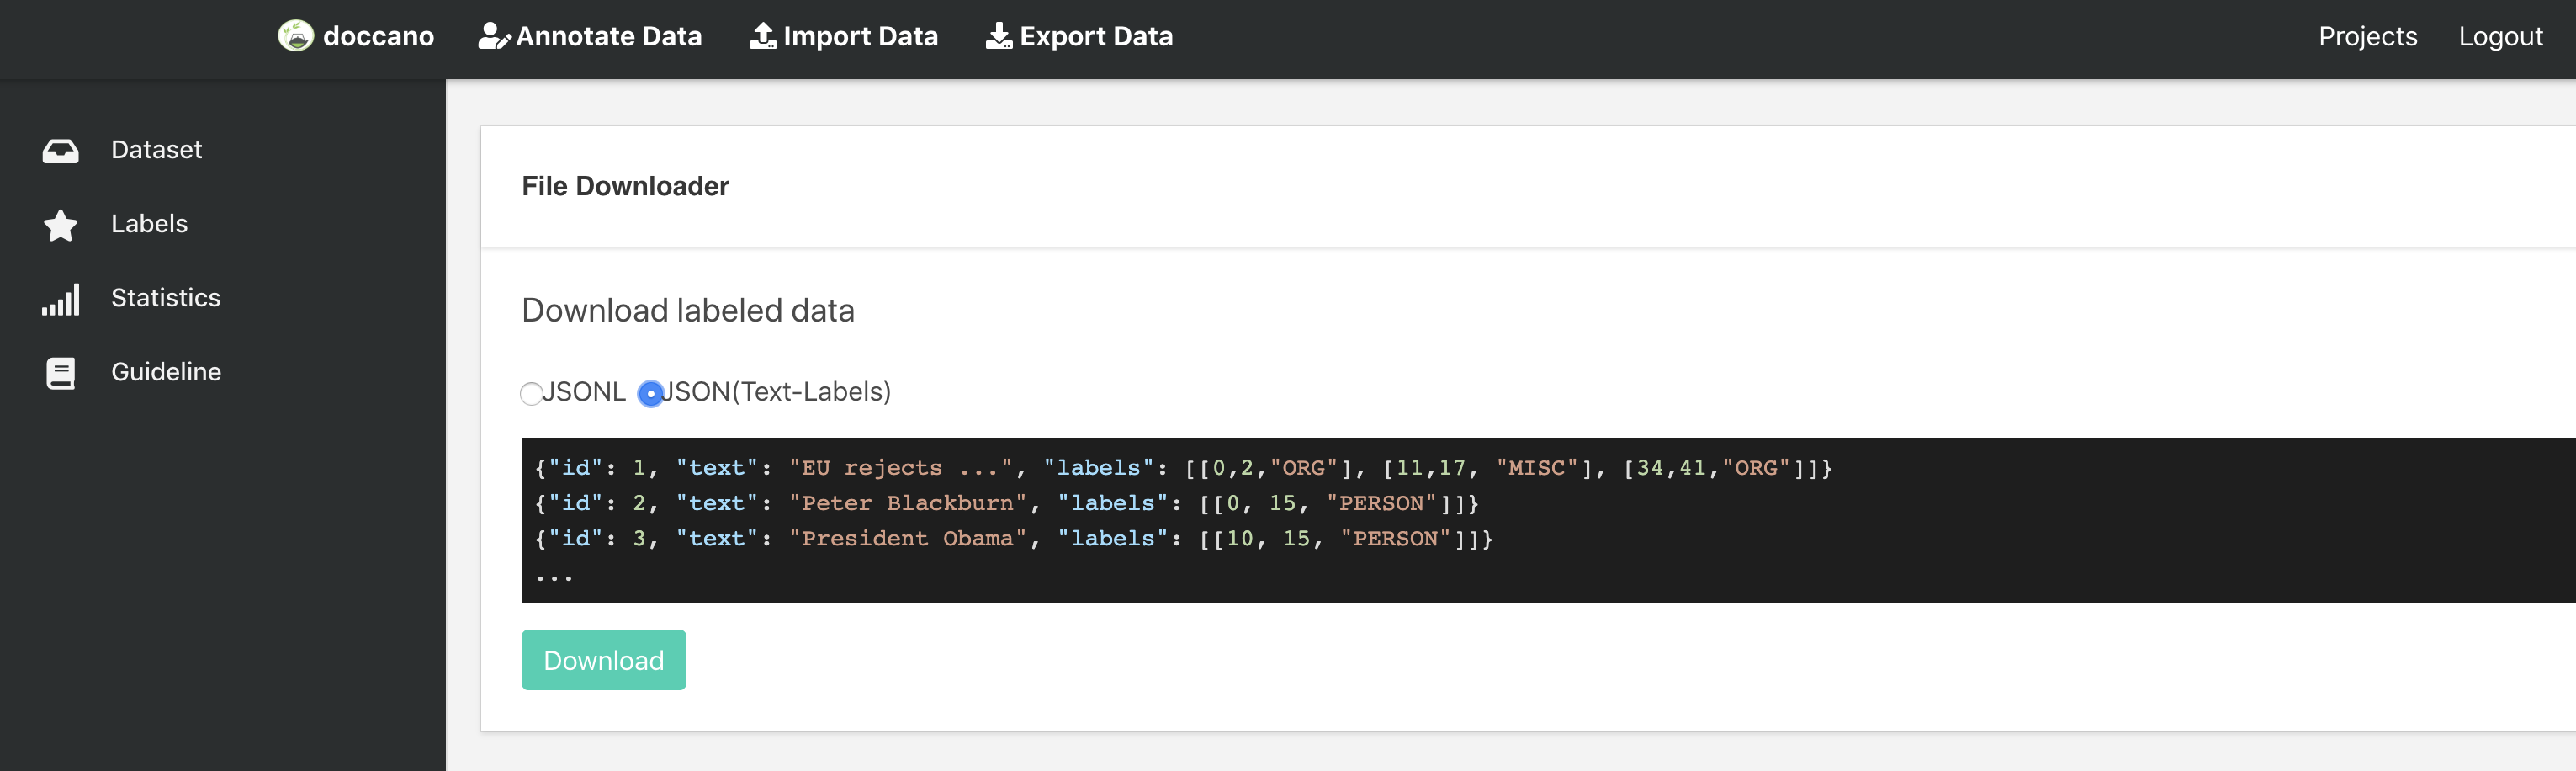 doccano Annotate Data Import Data Export Data Projects Logout
Dataset
Labels
Statistics
Guideline
File Downloader
Download labeled data
JSONL JSON(Text-Labels)
{"id": 1, "text": "EU rejects ...", "labels": [[0,2,"ORG"], [11,17, "MISC"], [34,41,"ORG"]]}
{"id": 2, "text": "Peter Blackburn", "labels": [[0, 15, "PERSON"]]}
{"id": 3, "text": "President Obama", "labels": [[10, 15, "PERSON"]]}
...
Download